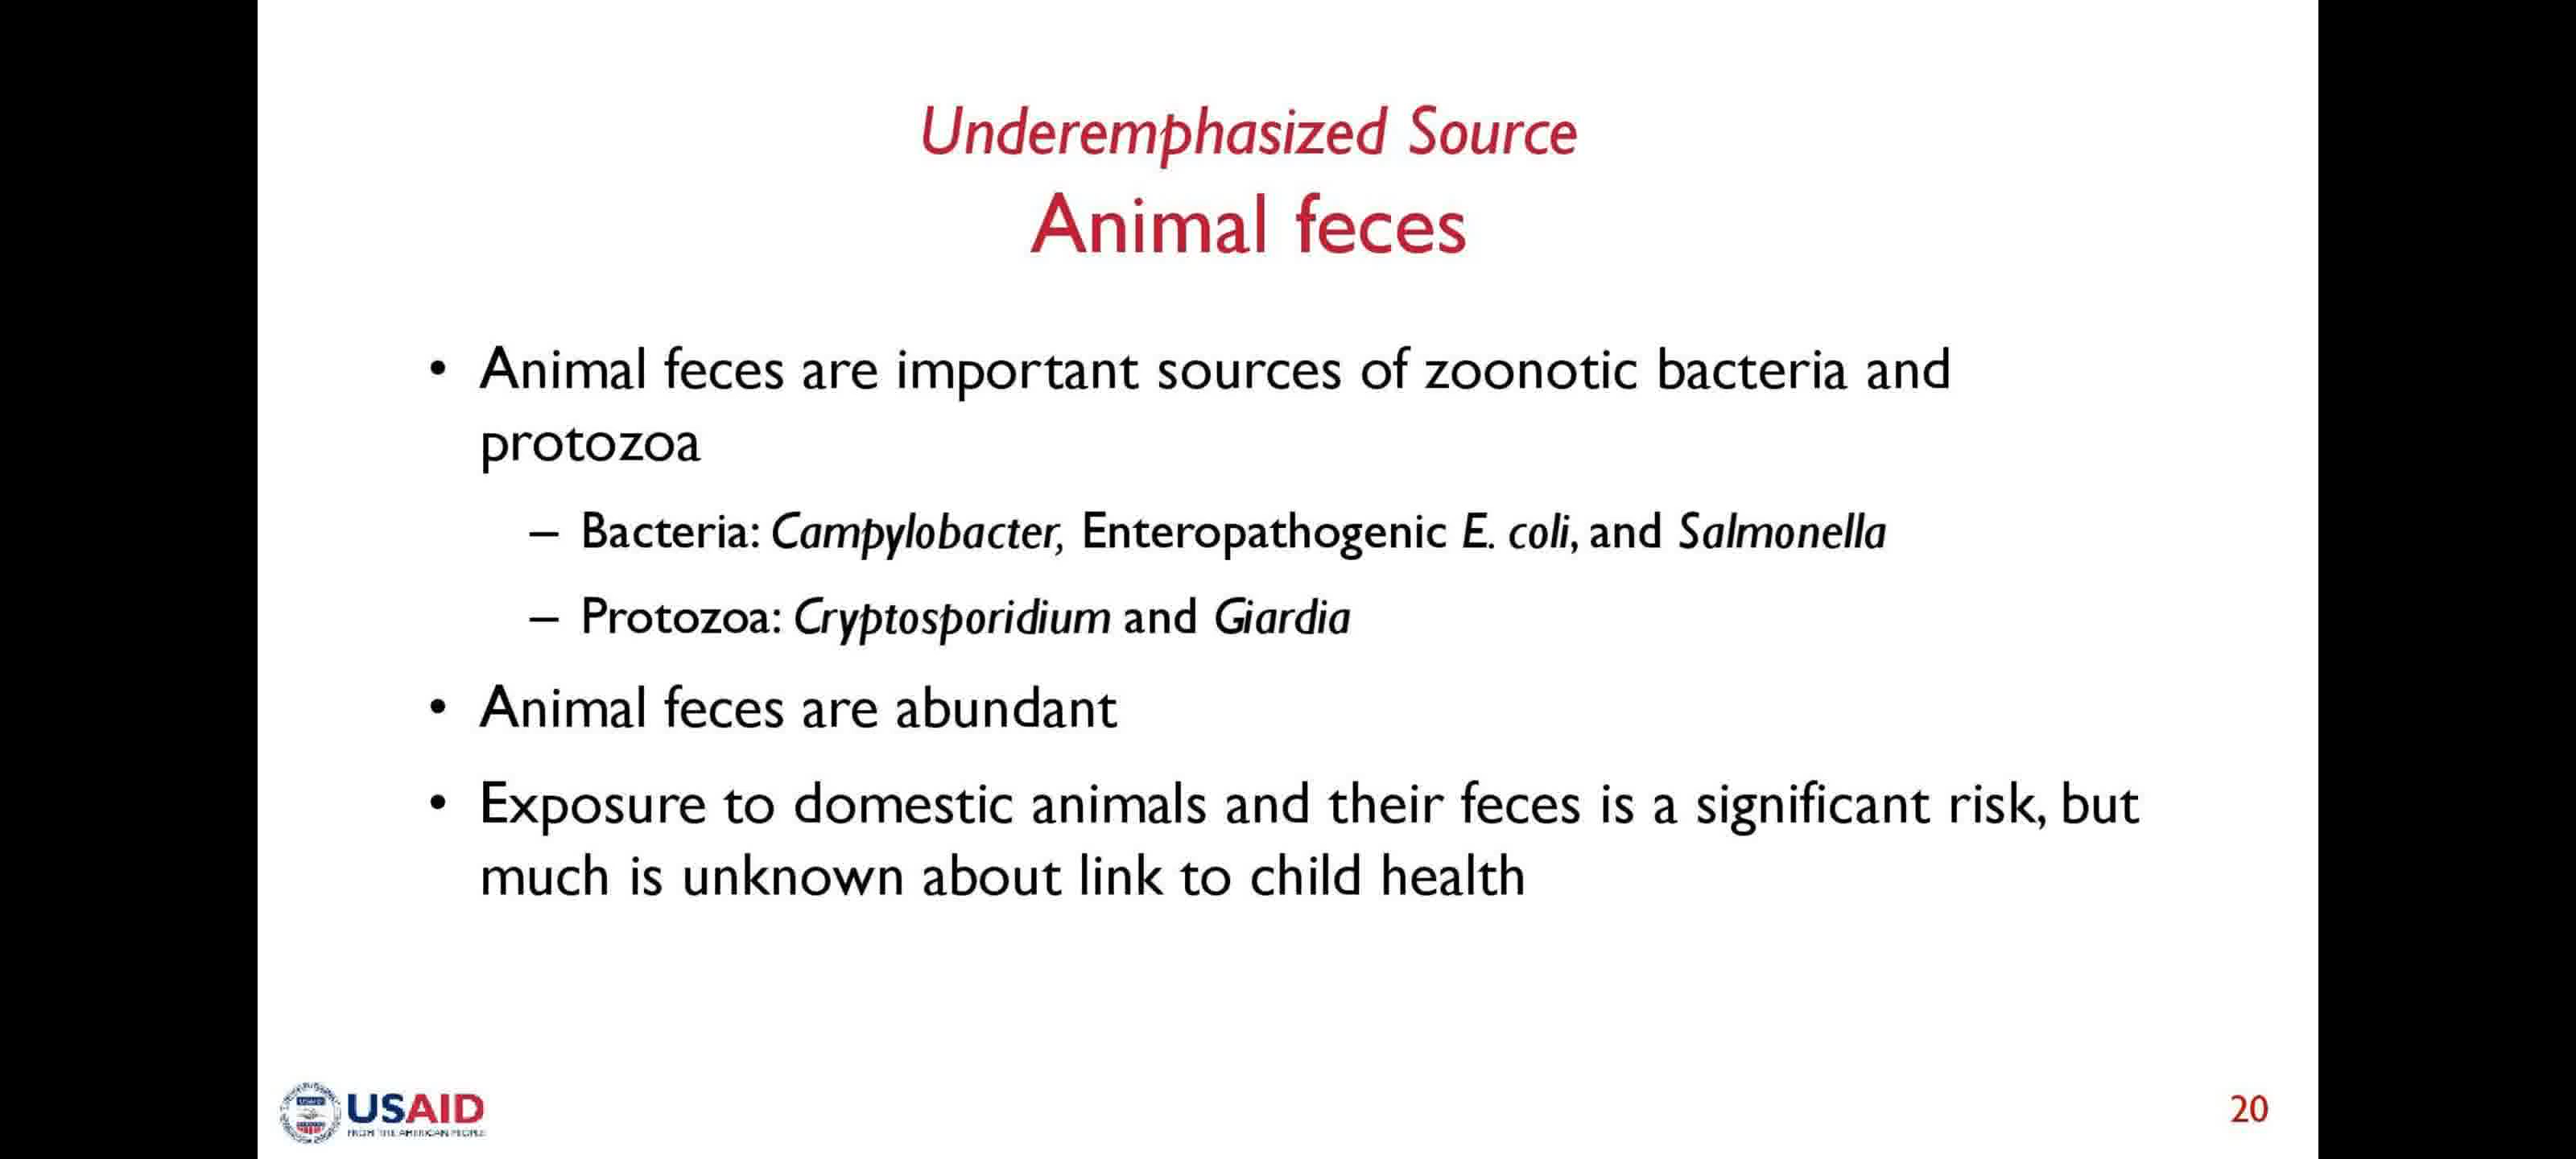 Underemphasized Source
Animal feces
• Animal feces are important sources of zoonotic bacteria and
protozoa
– Bacteria: Campylobacter, Enteropathogenic E. coli, and Salmonella
– Protozoa: Cryptosporidium and Giardia
• Animal feces are abundant
• Exposure to domestic animals and their feces is a significant risk, but
much is unknown about link to child health
USAID
FROM THE AMERICAN PEOPLE
20